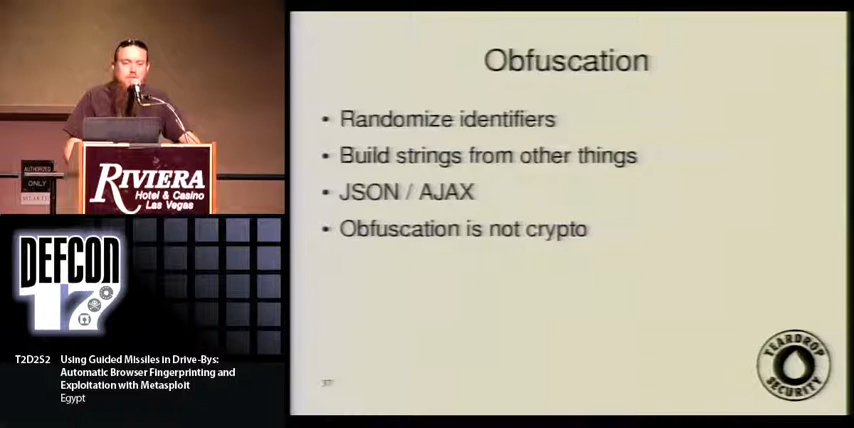 Obfuscation
• Randomize identifiers
• Build strings from other things
• JSON / AJAX
• Obfuscation is not crypto
37
TEARDROP
SECURITY
AUTHORIZED
ONLY
RIVIERA
Hotel & Casino
Las Vegas
DEFCON
17
T2D2S2 Using Guided Missiles in Drive-Bys:
Automatic Browser Fingerprinting and
Exploitation with Metasploit
Egypt